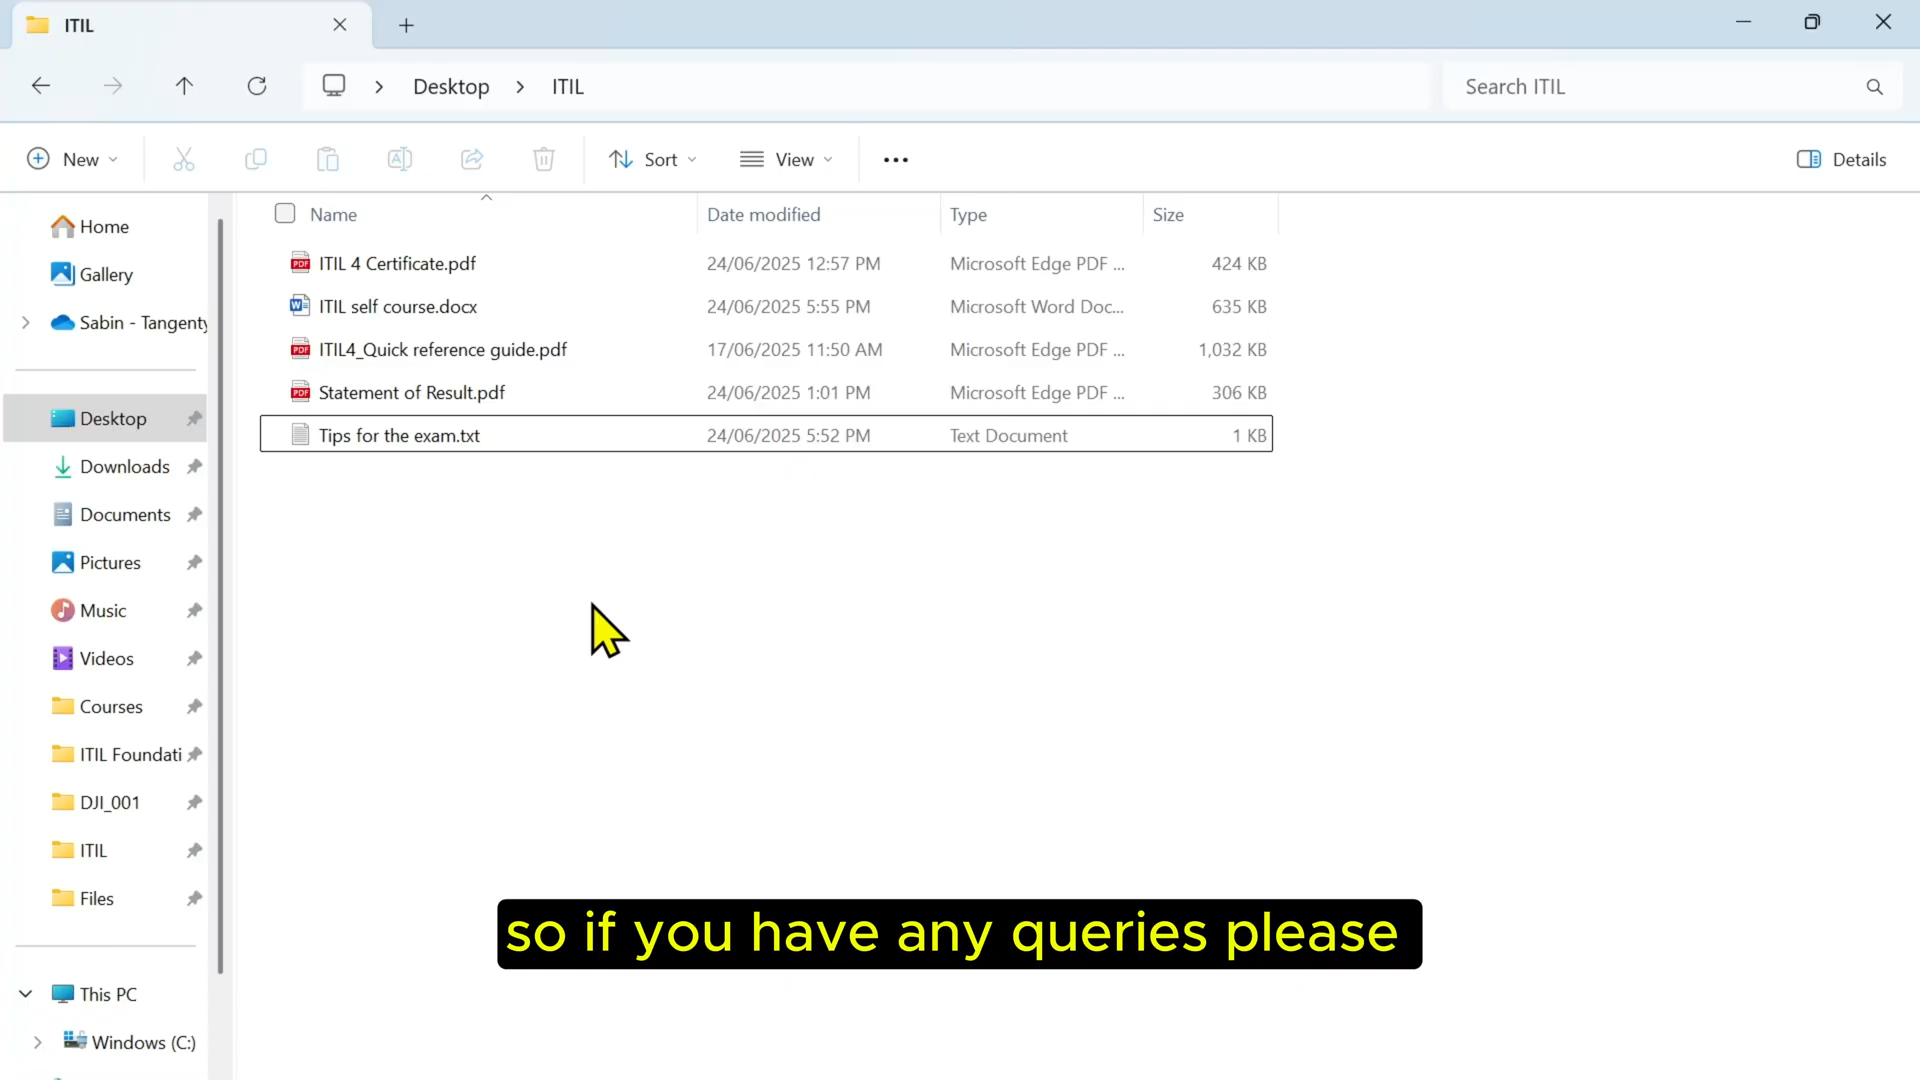 ITIL
Desktop
ITIL
Search ITIL
New
Sort
View
Details
Home
Gallery
Sabin - Tangenty
Desktop
Downloads
Documents
Pictures
Music
Videos
Courses
ITIL Foundati
DJI_001
ITIL
Files
This PC
Windows (C:)
Name Date modified Type Size
PDF ITIL 4 Certificate.pdf 24/06/2025 12:57 PM Microsoft Edge PDF ... 424 KB
W ITIL self course.docx 24/06/2025 5:55 PM Microsoft Word Doc... 635 KB
PDF ITIL4_Quick reference guide.pdf 17/06/2025 11:50 AM Microsoft Edge PDF ... 1,032 KB
PDF Statement of Result.pdf 24/06/2025 1:01 PM Microsoft Edge PDF ... 306 KB
Tips for the exam.txt 24/06/2025 5:52 PM Text Document 1 KB
so if you have any queries please